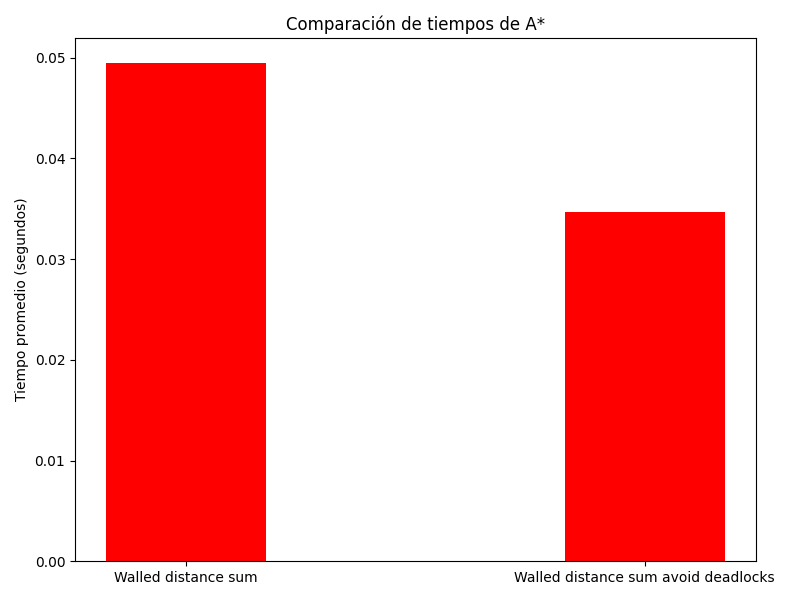 Comparación de tiempos de A*
Tiempo promedio (segundos)
0.05
0.04
0.03
0.02
0.01
0.00
Walled distance sum
Walled distance sum avoid deadlocks